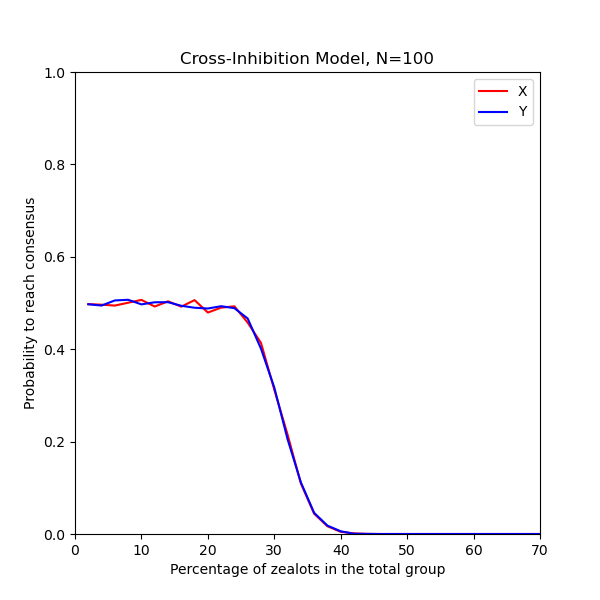 Cross-Inhibition Model, N=100
1.0
0.8
0.6
0.4
0.2
0.0
Probability to reach consensus
X
Y
0 10 20 30 40 50 60 70
Percentage of zealots in the total group